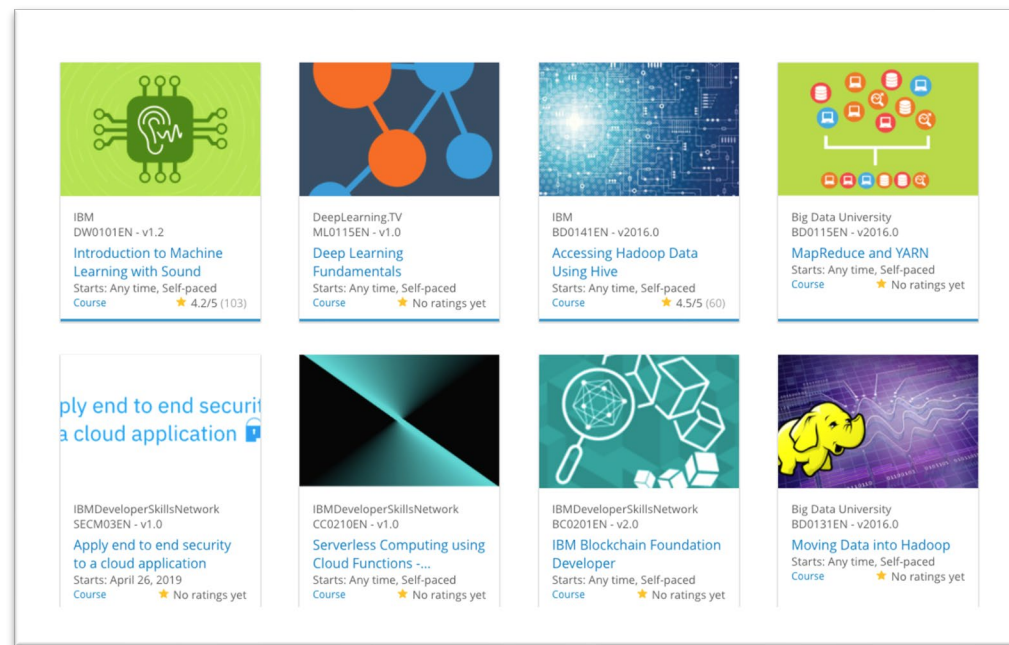 IBM
DW0101EN - v1.2
Introduction to Machine
Learning with Sound
Starts: Any time, Self-paced
Course 4.2/5 (103)
DeepLearning.TV
ML0115EN - v1.0
Deep Learning
Fundamentals
Starts: Any time, Self-paced
Course No ratings yet
IBM
BD0141EN - v2016.0
Accessing Hadoop Data
Using Hive
Starts: Any time, Self-paced
Course 4.5/5 (60)
Big Data University
BD0115EN - v2016.0
MapReduce and YARN
Starts: Any time, Self-paced
Course No ratings yet
ply end to end securit
a cloud application
IBMDeveloperSkillsNetwork
SECM03EN - v1.0
Apply end to end security
to a cloud application
Starts: April 26, 2019
Course No ratings yet
IBMDeveloperSkillsNetwork
CC0210EN - v1.0
Serverless Computing using
Cloud Functions -...
Starts: Any time, Self-paced
Course No ratings yet
IBMDeveloperSkillsNetwork
BC0201EN - v2.0
IBM Blockchain Foundation
Developer
Starts: Any time, Self-paced
Course No ratings yet
Big Data University
BD0131EN - v2016.0
Moving Data into Hadoop
Starts: Any time, Self-paced
Course No ratings yet